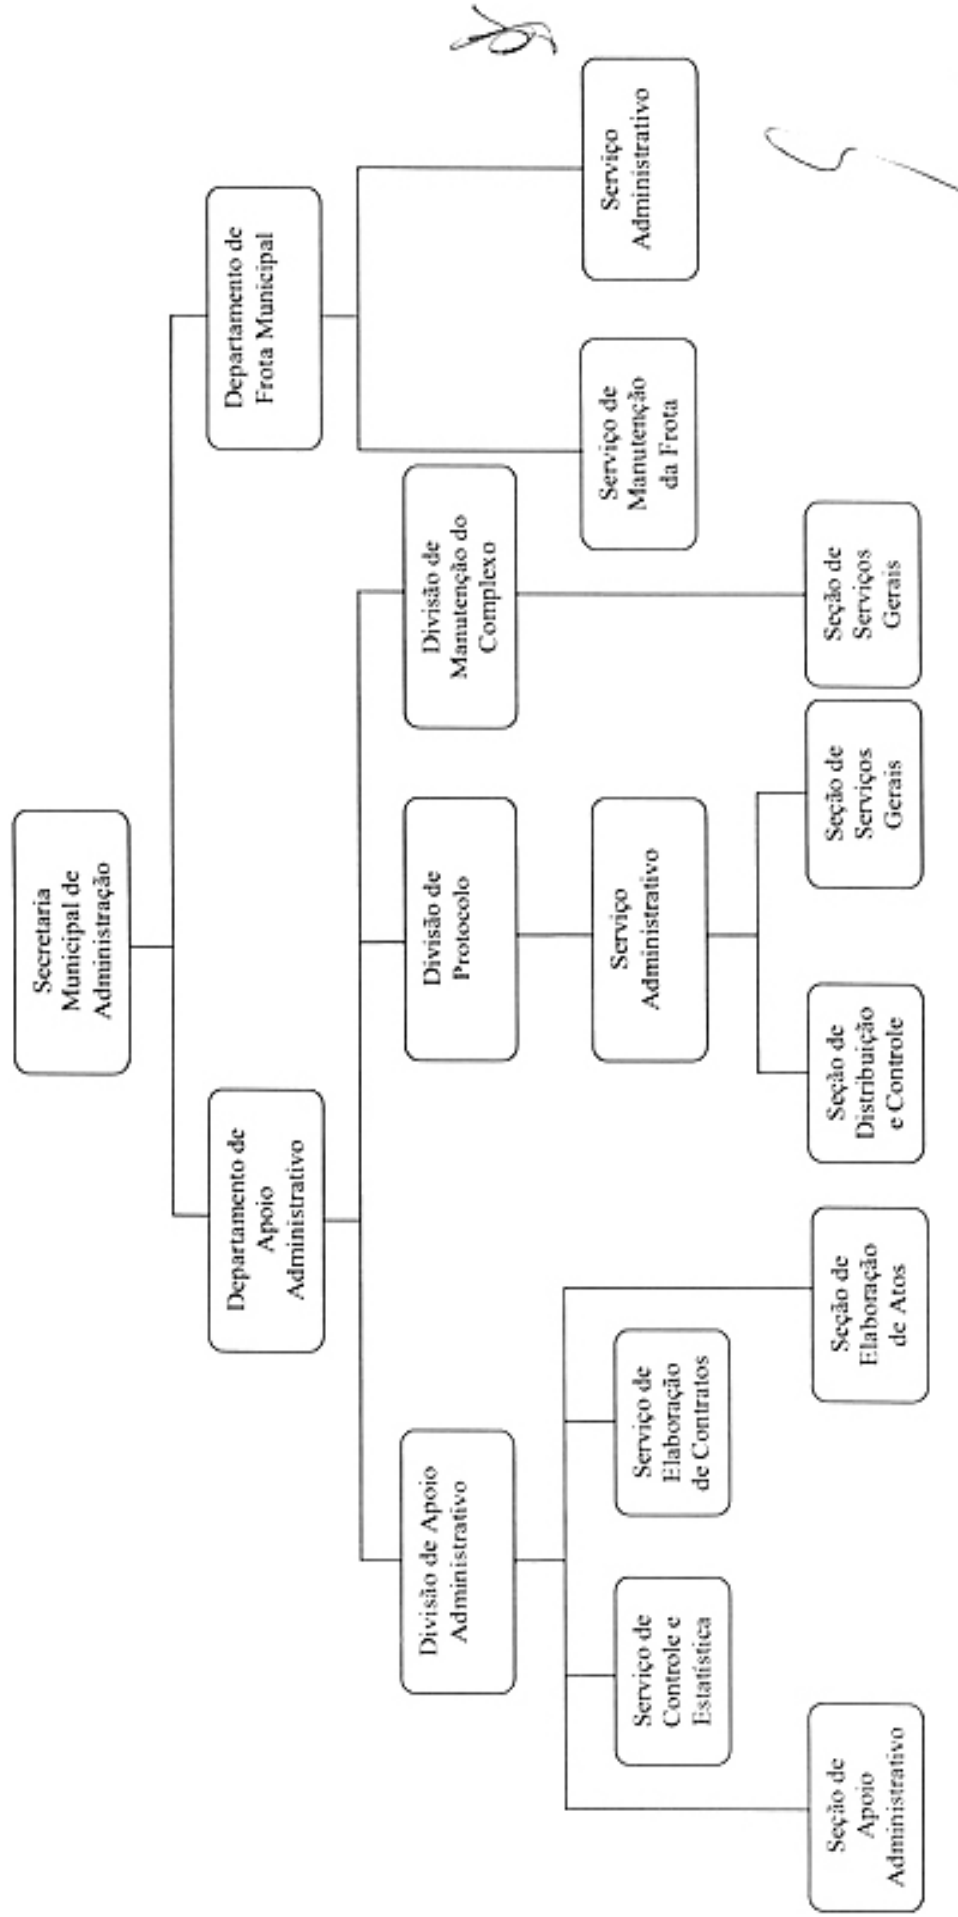 Secretaria
Municipal de
Administração
Departamento de
Apoio
Administrativo
Departamento de
Frota Municipal
Divisão de Apoio
Administrativo
Divisão de
Protocolo
Divisão de
Manutenção do
Complexo
Serviço de
Controle e
Estatística
Serviço de
Elaboração
de Contratos
Serviço
Administrativo
Serviço de
Manutenção
da Frota
Serviço
Administrativo
Seção de
Apoio
Administrativo
Seção de
Elaboração
de Atos
Seção de
Distribuição
e Controle
Seção de
Serviços
Gerais
Seção de
Serviços
Gerais